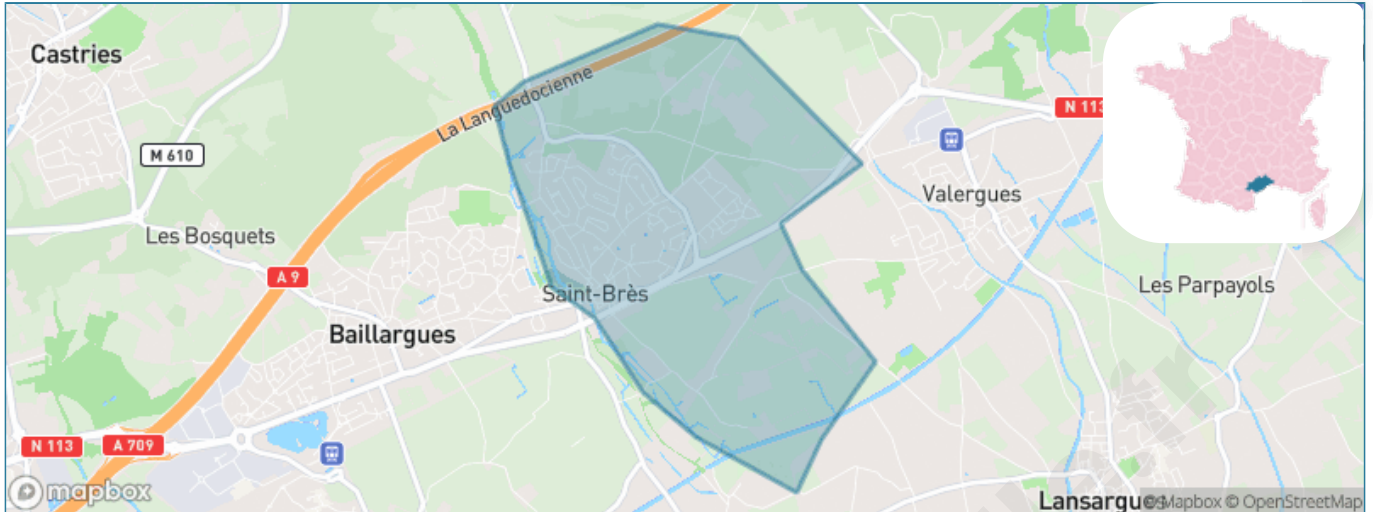 Castries
La Languedocienne
N 113
M 610
Valergues
Les Bosquets
A 9
Les Parpayols
Saint-Brès
Baillargues
N 113
A 709
mapbox
Lansargues
© Mapbox © OpenStreetMap